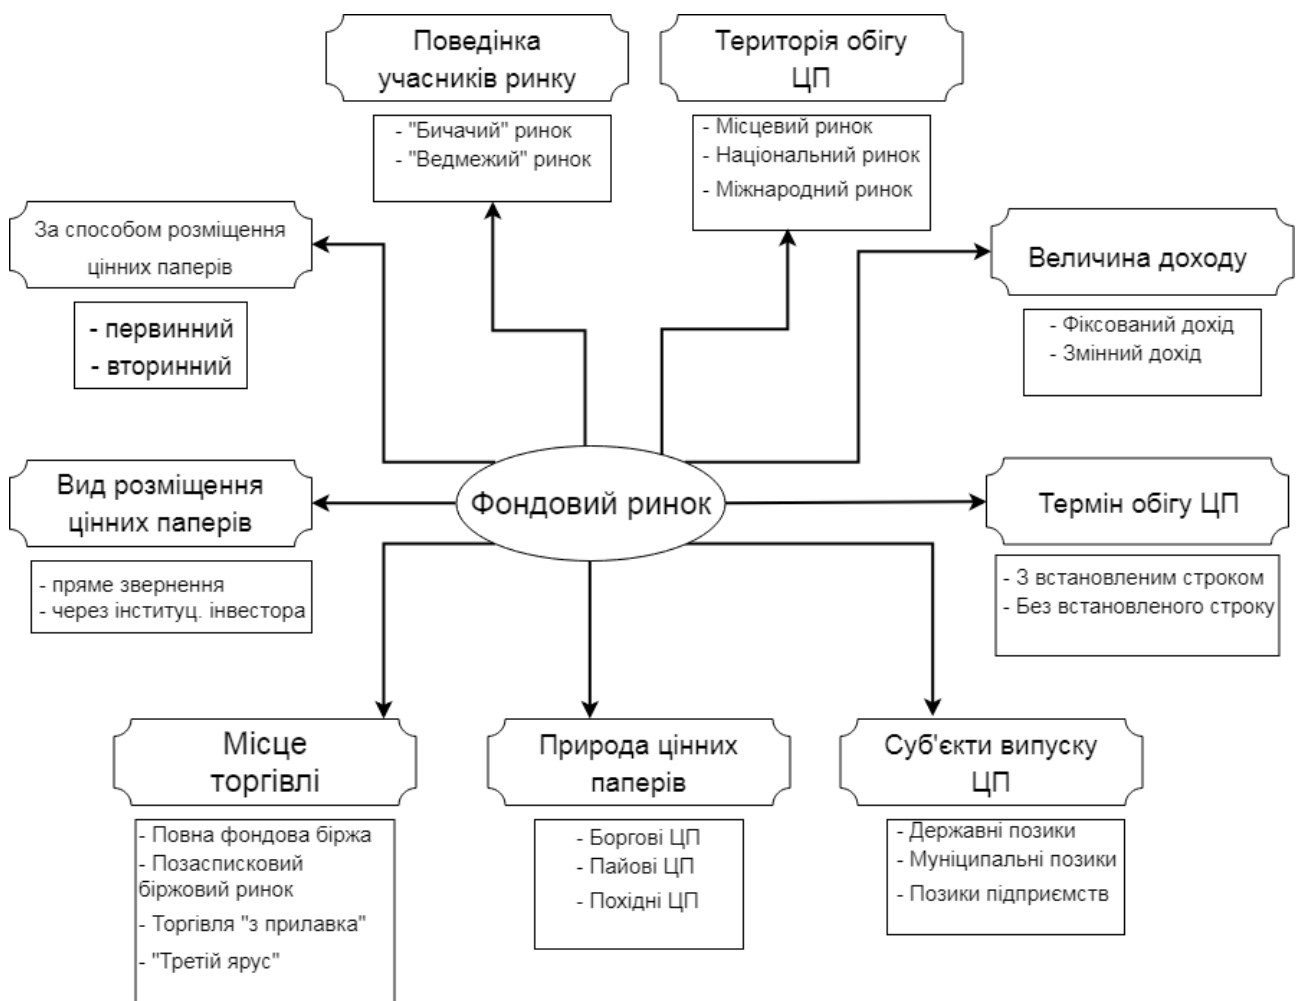 Поведінка
учасників ринку
- "Бичачий" ринок
- "Ведмежий" ринок
Територія обігу
ЦП
- Місцевий ринок
- Національний ринок
- Міжнародний ринок
За способом розміщення
цінних паперів
- первинний
- вторинний
Величина доходу
- Фіксований дохід
- Змінний дохід
Вид розміщення
цінних паперів
- пряме звернення
- через інституц. інвестора
Фондовий ринок
Термін обігу ЦП
- З встановленим строком
- Без встановленого строку
Місце
торгівлі
- Повна фондова біржа
- Позасписковий
біржовий ринок
- Торгівля "з прилавка"
- "Третій ярус"
Природа цінних
паперів
- Боргові ЦП
- Пайові ЦП
- Похідні ЦП
Суб'єкти випуску
ЦП
- Державні позики
- Муніципальні позики
- Позики підприємств